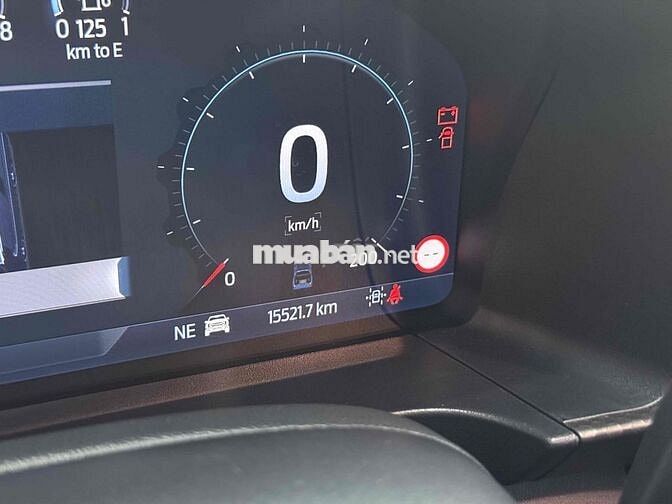 8
0 125 1
km to E
0
km/h
muaban.net
0
200
--
NE
15521.7 km